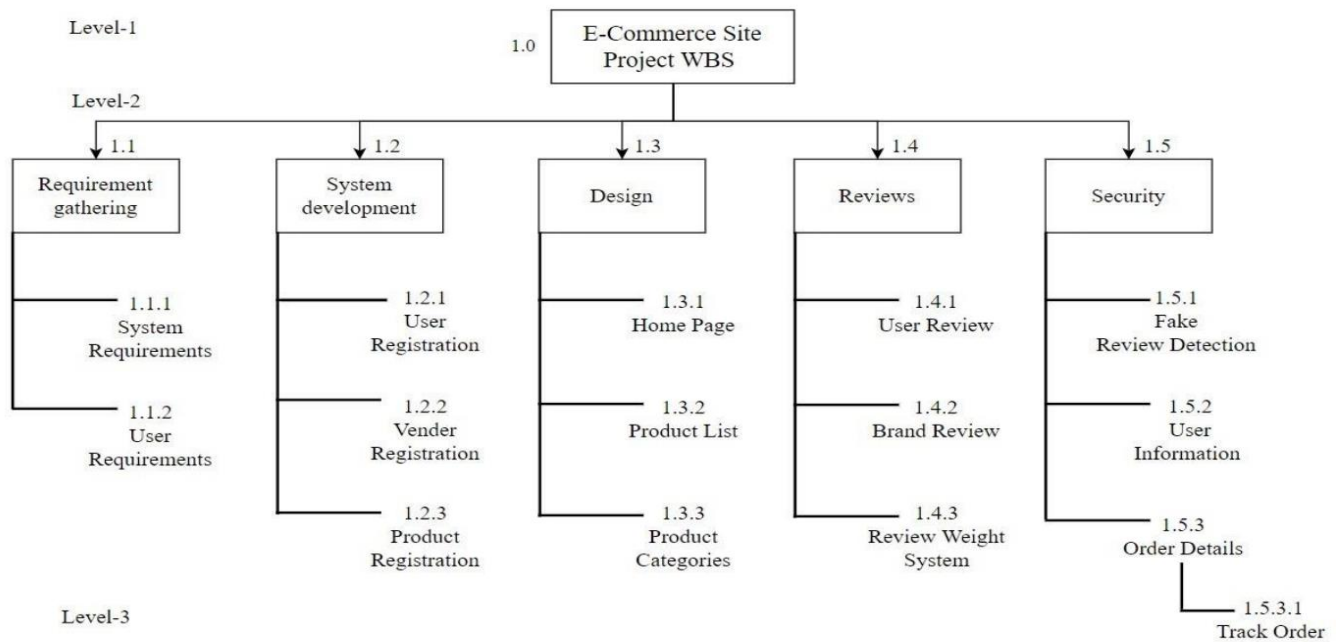 Level-1
1.0
E-Commerce Site
Project WBS
Level-2
1.1
1.2
1.3
1.4
1.5
Requirement
gathering
System
development
Design
Reviews
Security
1.1.1
System
Requirements
1.1.2
User
Requirements
1.2.1
User
Registration
1.2.2
Vender
Registration
1.2.3
Product
Registration
1.3.1
Home Page
1.3.2
Product List
1.3.3
Product
Categories
1.4.1
User Review
1.4.2
Brand Review
1.4.3
Review Weight
System
1.5.1
Fake
Review Detection
1.5.2
User
Information
1.5.3
Order Details
1.5.3.1
Track Order
Level-3